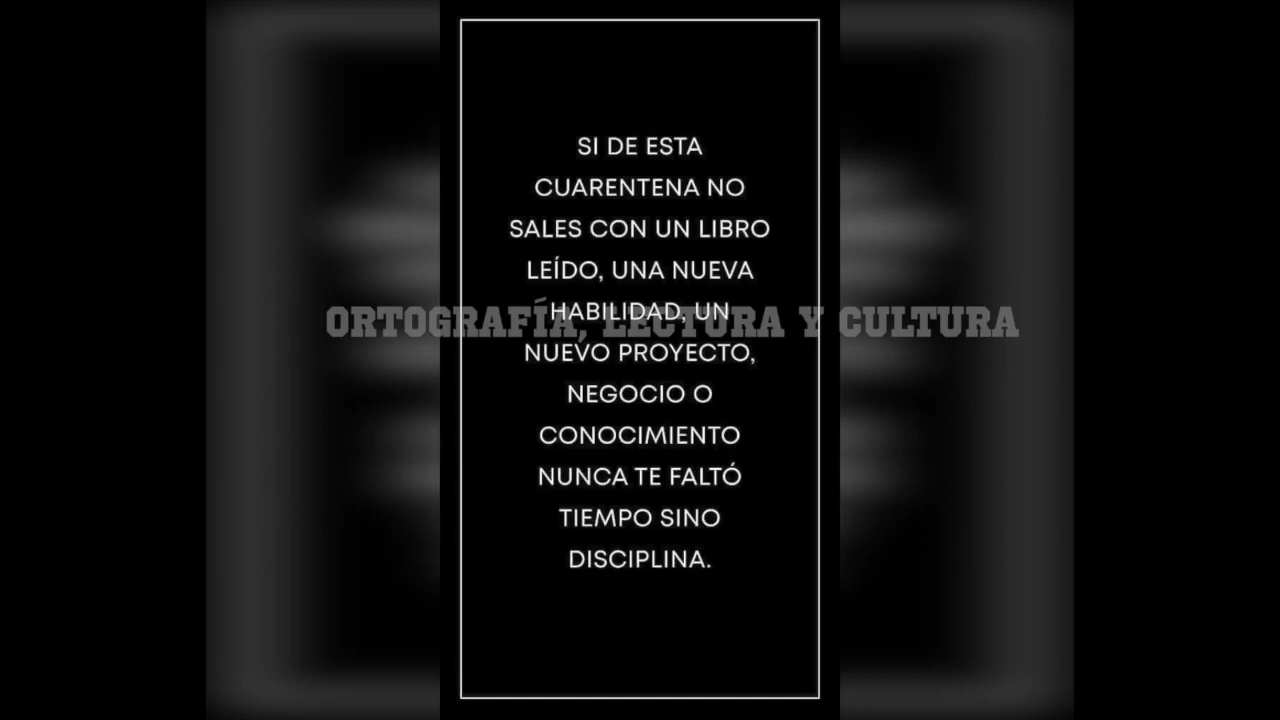 SI DE ESTA
CUARENTENA NO
SALES CON UN LIBRO
LEÍDO, UNA NUEVA
HABILIDAD, UN
ORTOGRAFÍA, LECTURA Y CULTURA
NUEVO PROYECTO,
NEGOCIO O
CONOCIMIENTO
NUNCA TE FALTÓ
TIEMPO SINO
DISCIPLINA.